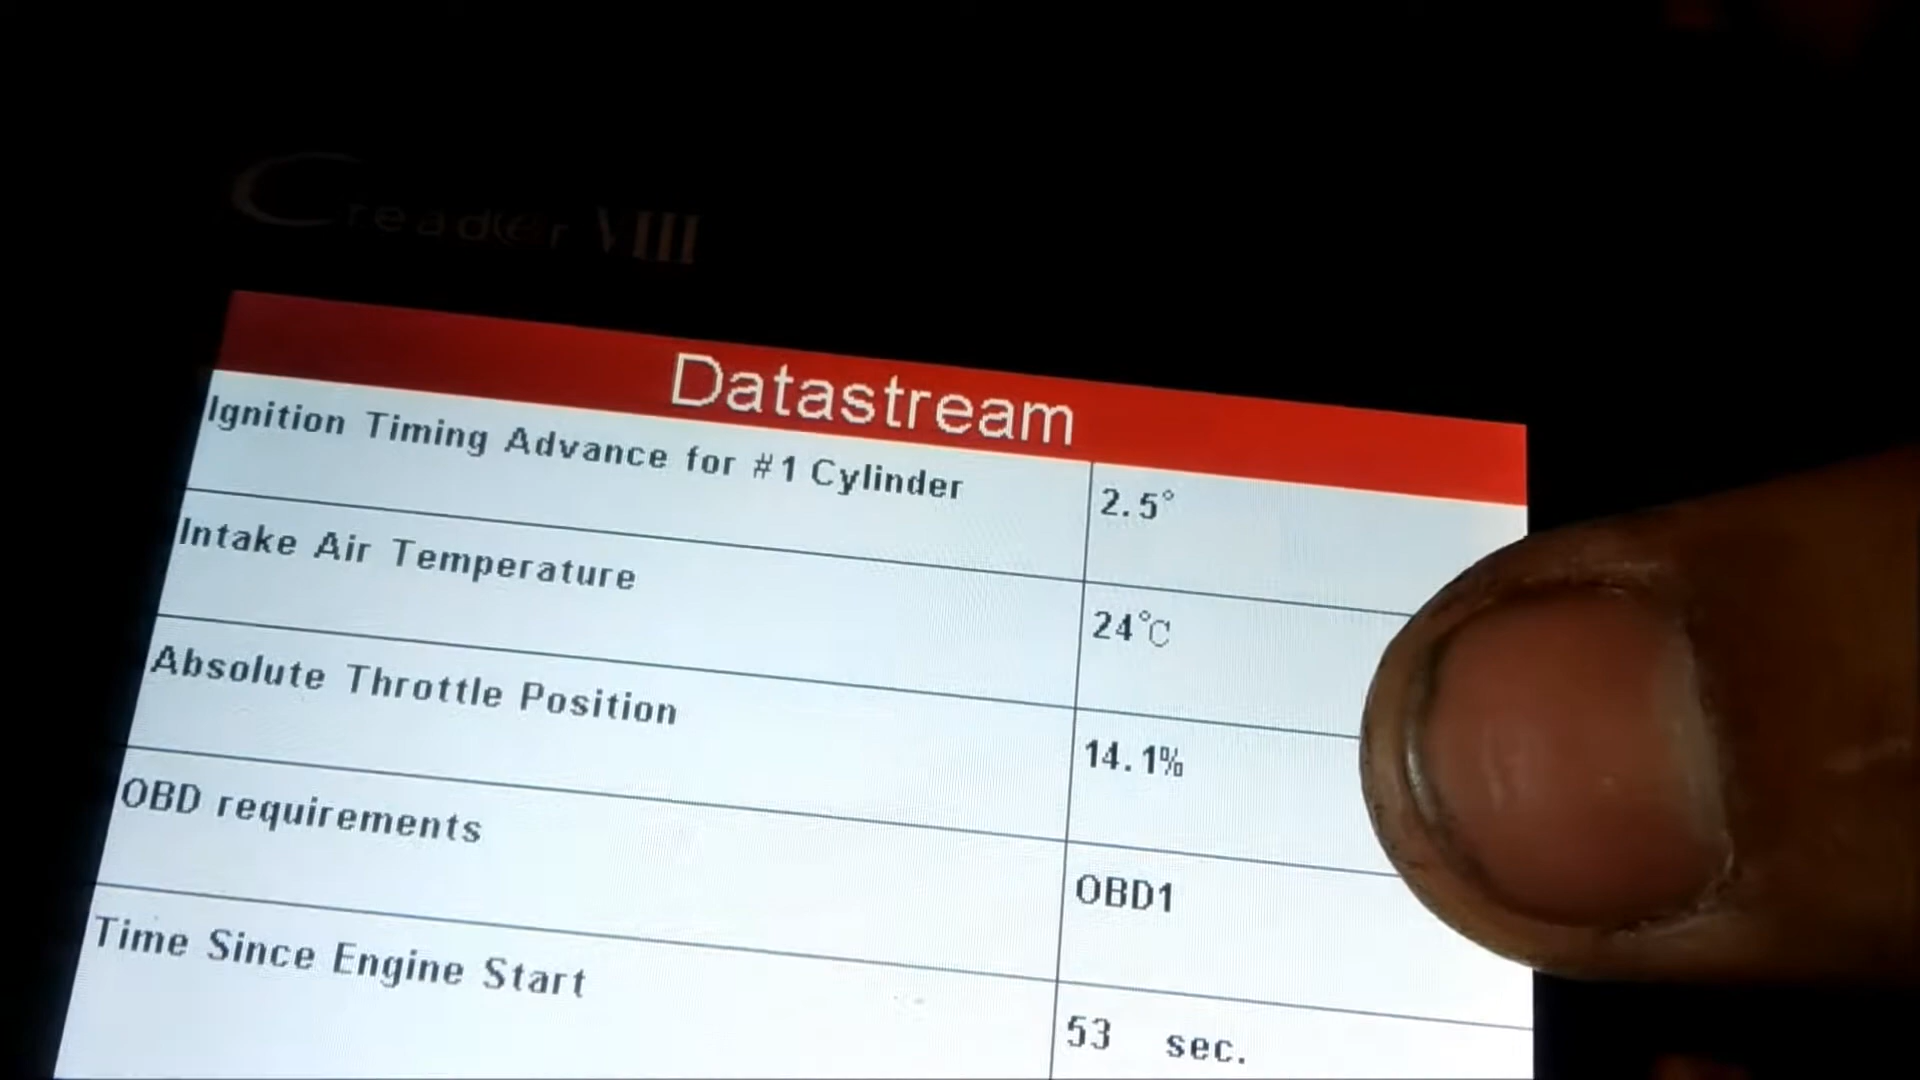 Creader VIII
Datastream
Ignition Timing Advance for #1 Cylinder 2.5°
Intake Air Temperature 24°C
Absolute Throttle Position 14.1%
OBD requirements OBD1
Time Since Engine Start 53 sec.